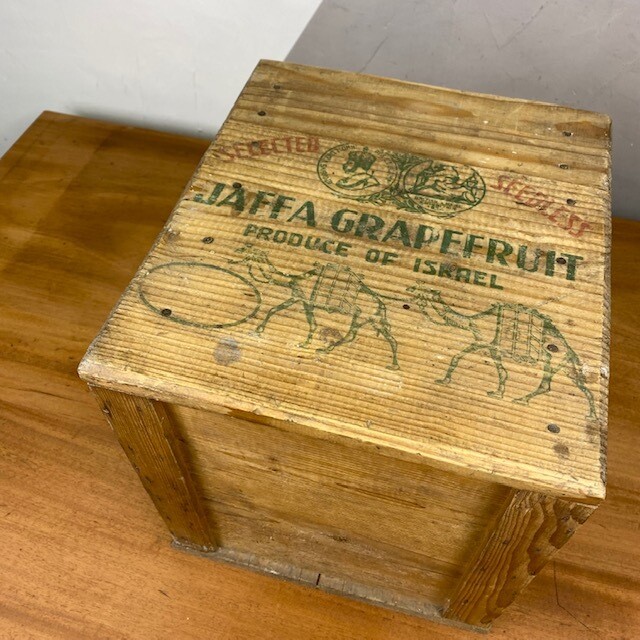 SELECTED SEEDLESS
JAFFA GRAPEFRUIT
PRODUCE OF ISRAEL